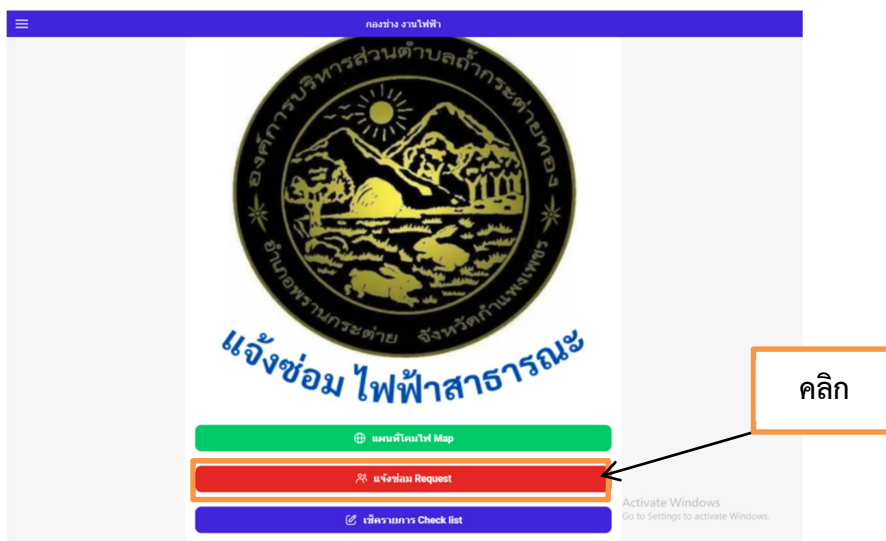 กองช่าง งานไฟฟ้า
องค์การบริหารส่วนตำบลถ้ำกระต่ายทอง
อำเภอพรานกระต่าย จังหวัดกำแพงเพชร
แจ้งซ่อม ไฟฟ้าสาธารณะ
คลิก
แผนที่โคมไฟ Map
แจ้งซ่อม Request
เช็ครายการ Check list
Activate Windows
Go to Settings to activate Windows.